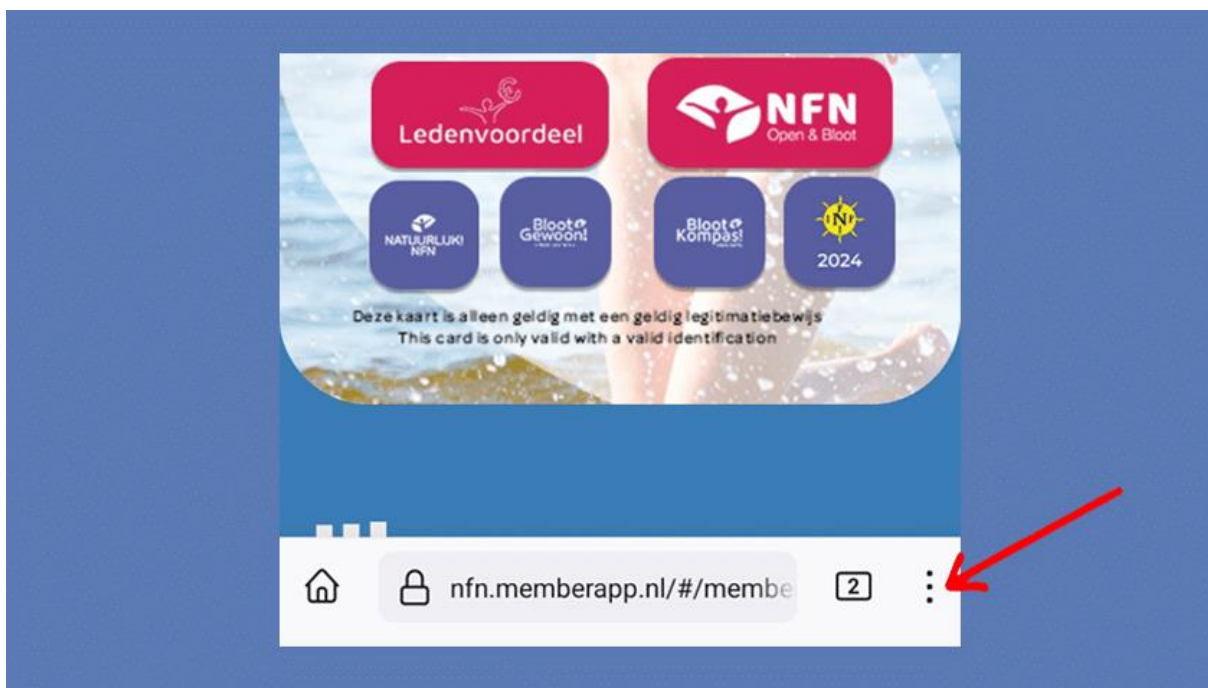 Ledenvoordeel
NFN
Open & Bloot
NATUURLIJK!
NFN
Bloot
Gewoon!
Bloot
Kompas!
N
2024
Deze kaart is alleen geldig met een geldig legitimatiebewijs
This card is only valid with a valid identification
nfn.memberapp.nl/#/membe
2